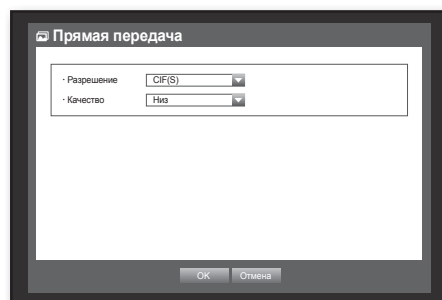 Прямая передача
· Разрешение CIF(S)
· Качество Низ
OK Отмена